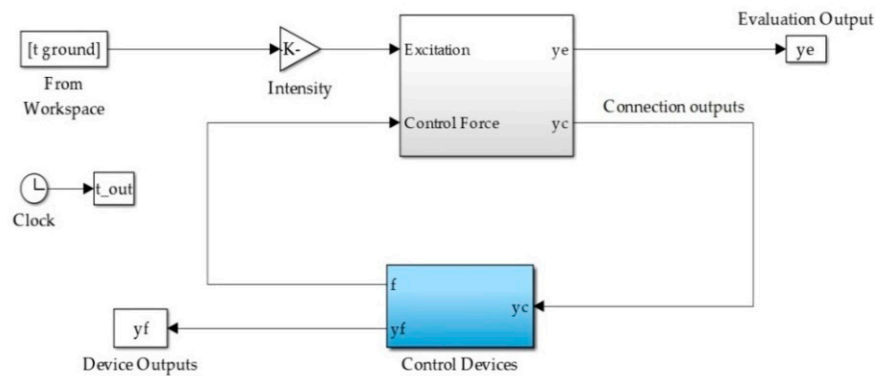 Evaluation Output
[t ground]
-K-
Excitation
ye
ye
From
Workspace
Intensity
Connection outputs
Control Force
yc
t_out
Clock
f
yc
yf
yf
Device Outputs
Control Devices